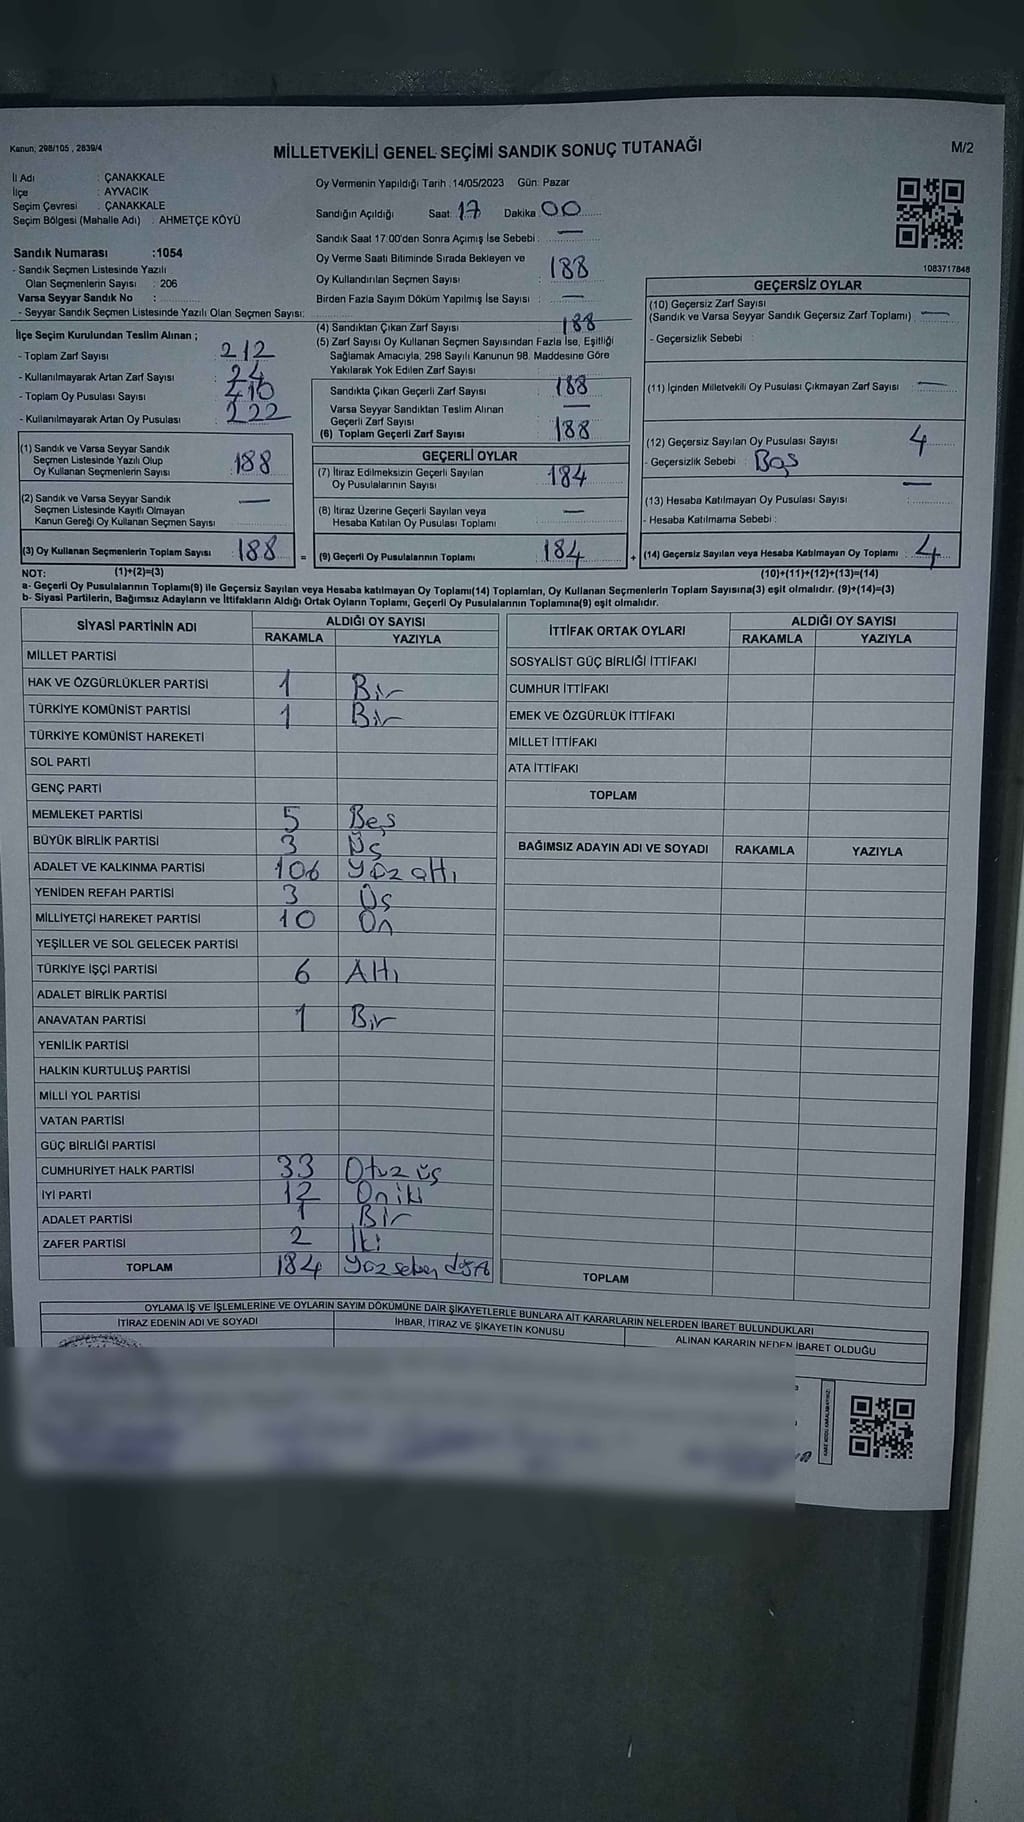 Kanun; 298/105 , 2839/4
MİLLETVEKİLİ GENEL SEÇİMİ SANDIK SONUÇ TUTANAĞI
M/2
İl Adı : ÇANAKKALE
İlçe : AYVACIK
Seçim Çevresi : ÇANAKKALE
Seçim Bölgesi (Mahalle Adı) : AHMETÇE KÖYÜ
Sandık Numarası :1054
- Sandık Seçmen Listesinde Yazılı
Olan Seçmenlerin Sayısı : 206
Varsa Seyyar Sandık No :
- Seyyar Sandık Seçmen Listesinde Yazılı Olan Seçmen Sayısı:
İlçe Seçim Kurulundan Teslim Alınan ;
- Toplam Zarf Sayısı : 212
- Kullanılmayarak Artan Zarf Sayısı : 24
- Toplam Oy Pusulası Sayısı : 410
- Kullanılmayarak Artan Oy Pusulası : 222
Oy Vermenin Yapıldığı Tarih :14/05/2023 Gün: Pazar
Sandığın Açıldığı Saat: 17 Dakika: 00
Sandık Saat 17:00'den Sonra Açımış İse Sebebi : —
Oy Verme Saati Bitiminde Sırada Bekleyen ve
Oy Kullandırılan Seçmen Sayısı : 188
Birden Fazla Sayım Döküm Yapılmış İse Sayısı : —
(4) Sandıktan Çıkan Zarf Sayısı : 188
(5) Zarf Sayısı Oy Kullanan Seçmen Sayısından Fazla İse, Eşitliği
Sağlamak Amacıyla, 298 Sayılı Kanunun 98. Maddesine Göre
Yakılarak Yok Edilen Zarf Sayısı
Sandıkta Çıkan Geçerli Zarf Sayısı : 188
Varsa Seyyar Sandıktan Teslim Alınan
Geçerli Zarf Sayısı : —
(6) Toplam Geçerli Zarf Sayısı : 188
1083717848
GEÇERSİZ OYLAR
(10) Geçersiz Zarf Sayısı
(Sandık ve Varsa Seyyar Sandık Geçersiz Zarf Toplamı) : —
- Geçersizlik Sebebi :
(11) İçinden Milletvekili Oy Pusulası Çıkmayan Zarf Sayısı : —
(12) Geçersiz Sayılan Oy Pusulası Sayısı : 4
- Geçersizlik Sebebi : Boş
(13) Hesaba Katılmayan Oy Pusulası Sayısı : —
- Hesaba Katılmama Sebebi :
(14) Geçersiz Sayılan veya Hesaba Katılmayan Oy Toplamı : 4
(10)+(11)+(12)+(13)=(14)
(1) Sandık ve Varsa Seyyar Sandık
Seçmen Listesinde Yazılı Olup
Oy Kullanan Seçmenlerin Sayısı : 188
(2) Sandık ve Varsa Seyyar Sandık
Seçmen Listesinde Kayıtlı Olmayan
Kanun Gereği Oy Kullanan Seçmen Sayısı : —
(3) Oy Kullanan Seçmenlerin Toplam Sayısı : 188 =
GEÇERLİ OYLAR
(7) İtiraz Edilmeksizin Geçerli Sayılan
Oy Pusulalarının Sayısı : 184
(8) İtiraz Üzerine Geçerli Sayılan veya
Hesaba Katılan Oy Pusulası Toplamı : —
(9) Geçerli Oy Pusulalarının Toplamı : 184 +
NOT: (1)+(2)=(3)
a- Geçerli Oy Pusulalarının Toplamı(9) ile Geçersiz Sayılan veya Hesaba katılmayan Oy Toplamı(14) Toplamları, Oy Kullanan Seçmenlerin Toplam Sayısına(3) eşit olmalıdır. (9)+(14)=(3)
b- Siyasi Partilerin, Bağımsız Adayların ve İttifakların Aldığı Ortak Oyların Toplamı, Geçerli Oy Pusulalarının Toplamına(9) eşit olmalıdır.
SİYASİ PARTİNİN ADI ALDIĞI OY SAYISI
RAKAMLA YAZIYLA
MİLLET PARTİSİ
HAK VE ÖZGÜRLÜKLER PARTİSİ 1 Bir
TÜRKİYE KOMÜNİST PARTİSİ 1 Bir
TÜRKİYE KOMÜNİST HAREKETİ
SOL PARTİ
GENÇ PARTİ
MEMLEKET PARTİSİ 5 Beş
BÜYÜK BİRLİK PARTİSİ 3 Üç
ADALET VE KALKINMA PARTİSİ 106 Yüz altı
YENİDEN REFAH PARTİSİ 3 Üç
MİLLİYETÇİ HAREKET PARTİSİ 10 On
YEŞİLLER VE SOL GELECEK PARTİSİ
TÜRKİYE İŞÇİ PARTİSİ 6 Altı
ADALET BİRLİK PARTİSİ
ANAVATAN PARTİSİ 1 Bir
YENİLİK PARTİSİ
HALKIN KURTULUŞ PARTİSİ
MİLLİ YOL PARTİSİ
VATAN PARTİSİ
GÜÇ BİRLİĞİ PARTİSİ
CUMHURİYET HALK PARTİSİ 33 Otuz üç
İYİ PARTİ 12 On iki
ADALET PARTİSİ 1 Bir
ZAFER PARTİSİ 2 İki
TOPLAM 184 Yüz seksen dört
İTTİFAK ORTAK OYLARI ALDIĞI OY SAYISI
RAKAMLA YAZIYLA
SOSYALİST GÜÇ BİRLİĞİ İTTİFAKI
CUMHUR İTTİFAKI
EMEK VE ÖZGÜRLÜK İTTİFAKI
MİLLET İTTİFAKI
ATA İTTİFAKI
TOPLAM
BAĞIMSIZ ADAYIN ADI VE SOYADI RAKAMLA YAZIYLA
TOPLAM
OYLAMA İŞ VE İŞLEMLERİNE VE OYLARIN SAYIM DÖKÜMÜNE DAİR ŞİKAYETLERLE BUNLARA AİT KARARLARIN NELERDEN İBARET BULUNDUKLARI
İTİRAZ EDENİN ADI VE SOYADI İHBAR, İTİRAZ VE ŞİKAYETİN KONUSU ALINAN KARARIN NEDEN İBARET OLDUĞU